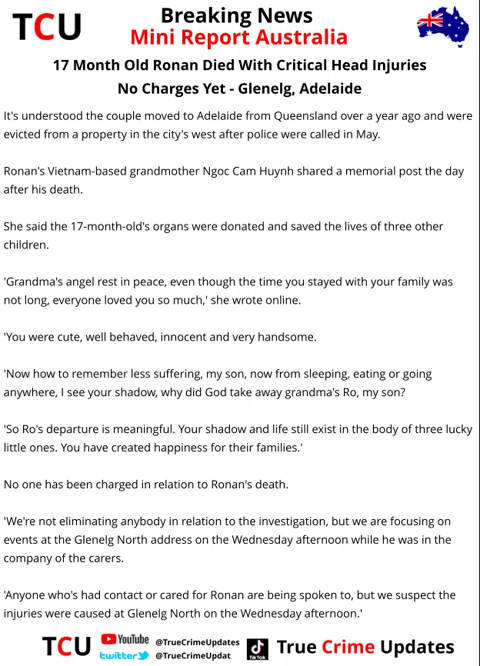 TCU
Breaking News
Mini Report Australia
17 Month Old Ronan Died With Critical Head Injuries
No Charges Yet - Glenelg, Adelaide
It's understood the couple moved to Adelaide from Queensland over a year ago and were
evicted from a property in the city's west after police were called in May.
Ronan's Vietnam-based grandmother Ngoc Cam Huynh shared a memorial post the day
after his death.
She said the 17-month-old's organs were donated and saved the lives of three other
children.
'Grandma's angel rest in peace, even though the time you stayed with your family was
not long, everyone loved you so much,' she wrote online.
'You were cute, well behaved, innocent and very handsome.
'Now how to remember less suffering, my son, now from sleeping, eating or going
anywhere, I see your shadow, why did God take away grandma's Ro, my son?
'So Ro's departure is meaningful. Your shadow and life still exist in the body of three lucky
little ones. You have created happiness for their families.'
No one has been charged in relation to Ronan's death.
'We're not eliminating anybody in relation to the investigation, but we are focusing on
events at the Glenelg North address on the Wednesday afternoon while he was in the
company of the carers.
'Anyone who's had contact or cared for Ronan are being spoken to, but we suspect the
injuries were caused at Glenelg North on the Wednesday afternoon.'
TCU
YouTube @TrueCrimeUpdates
twitter @TrueCrimeUpdat
TikTok
True Crime Updates